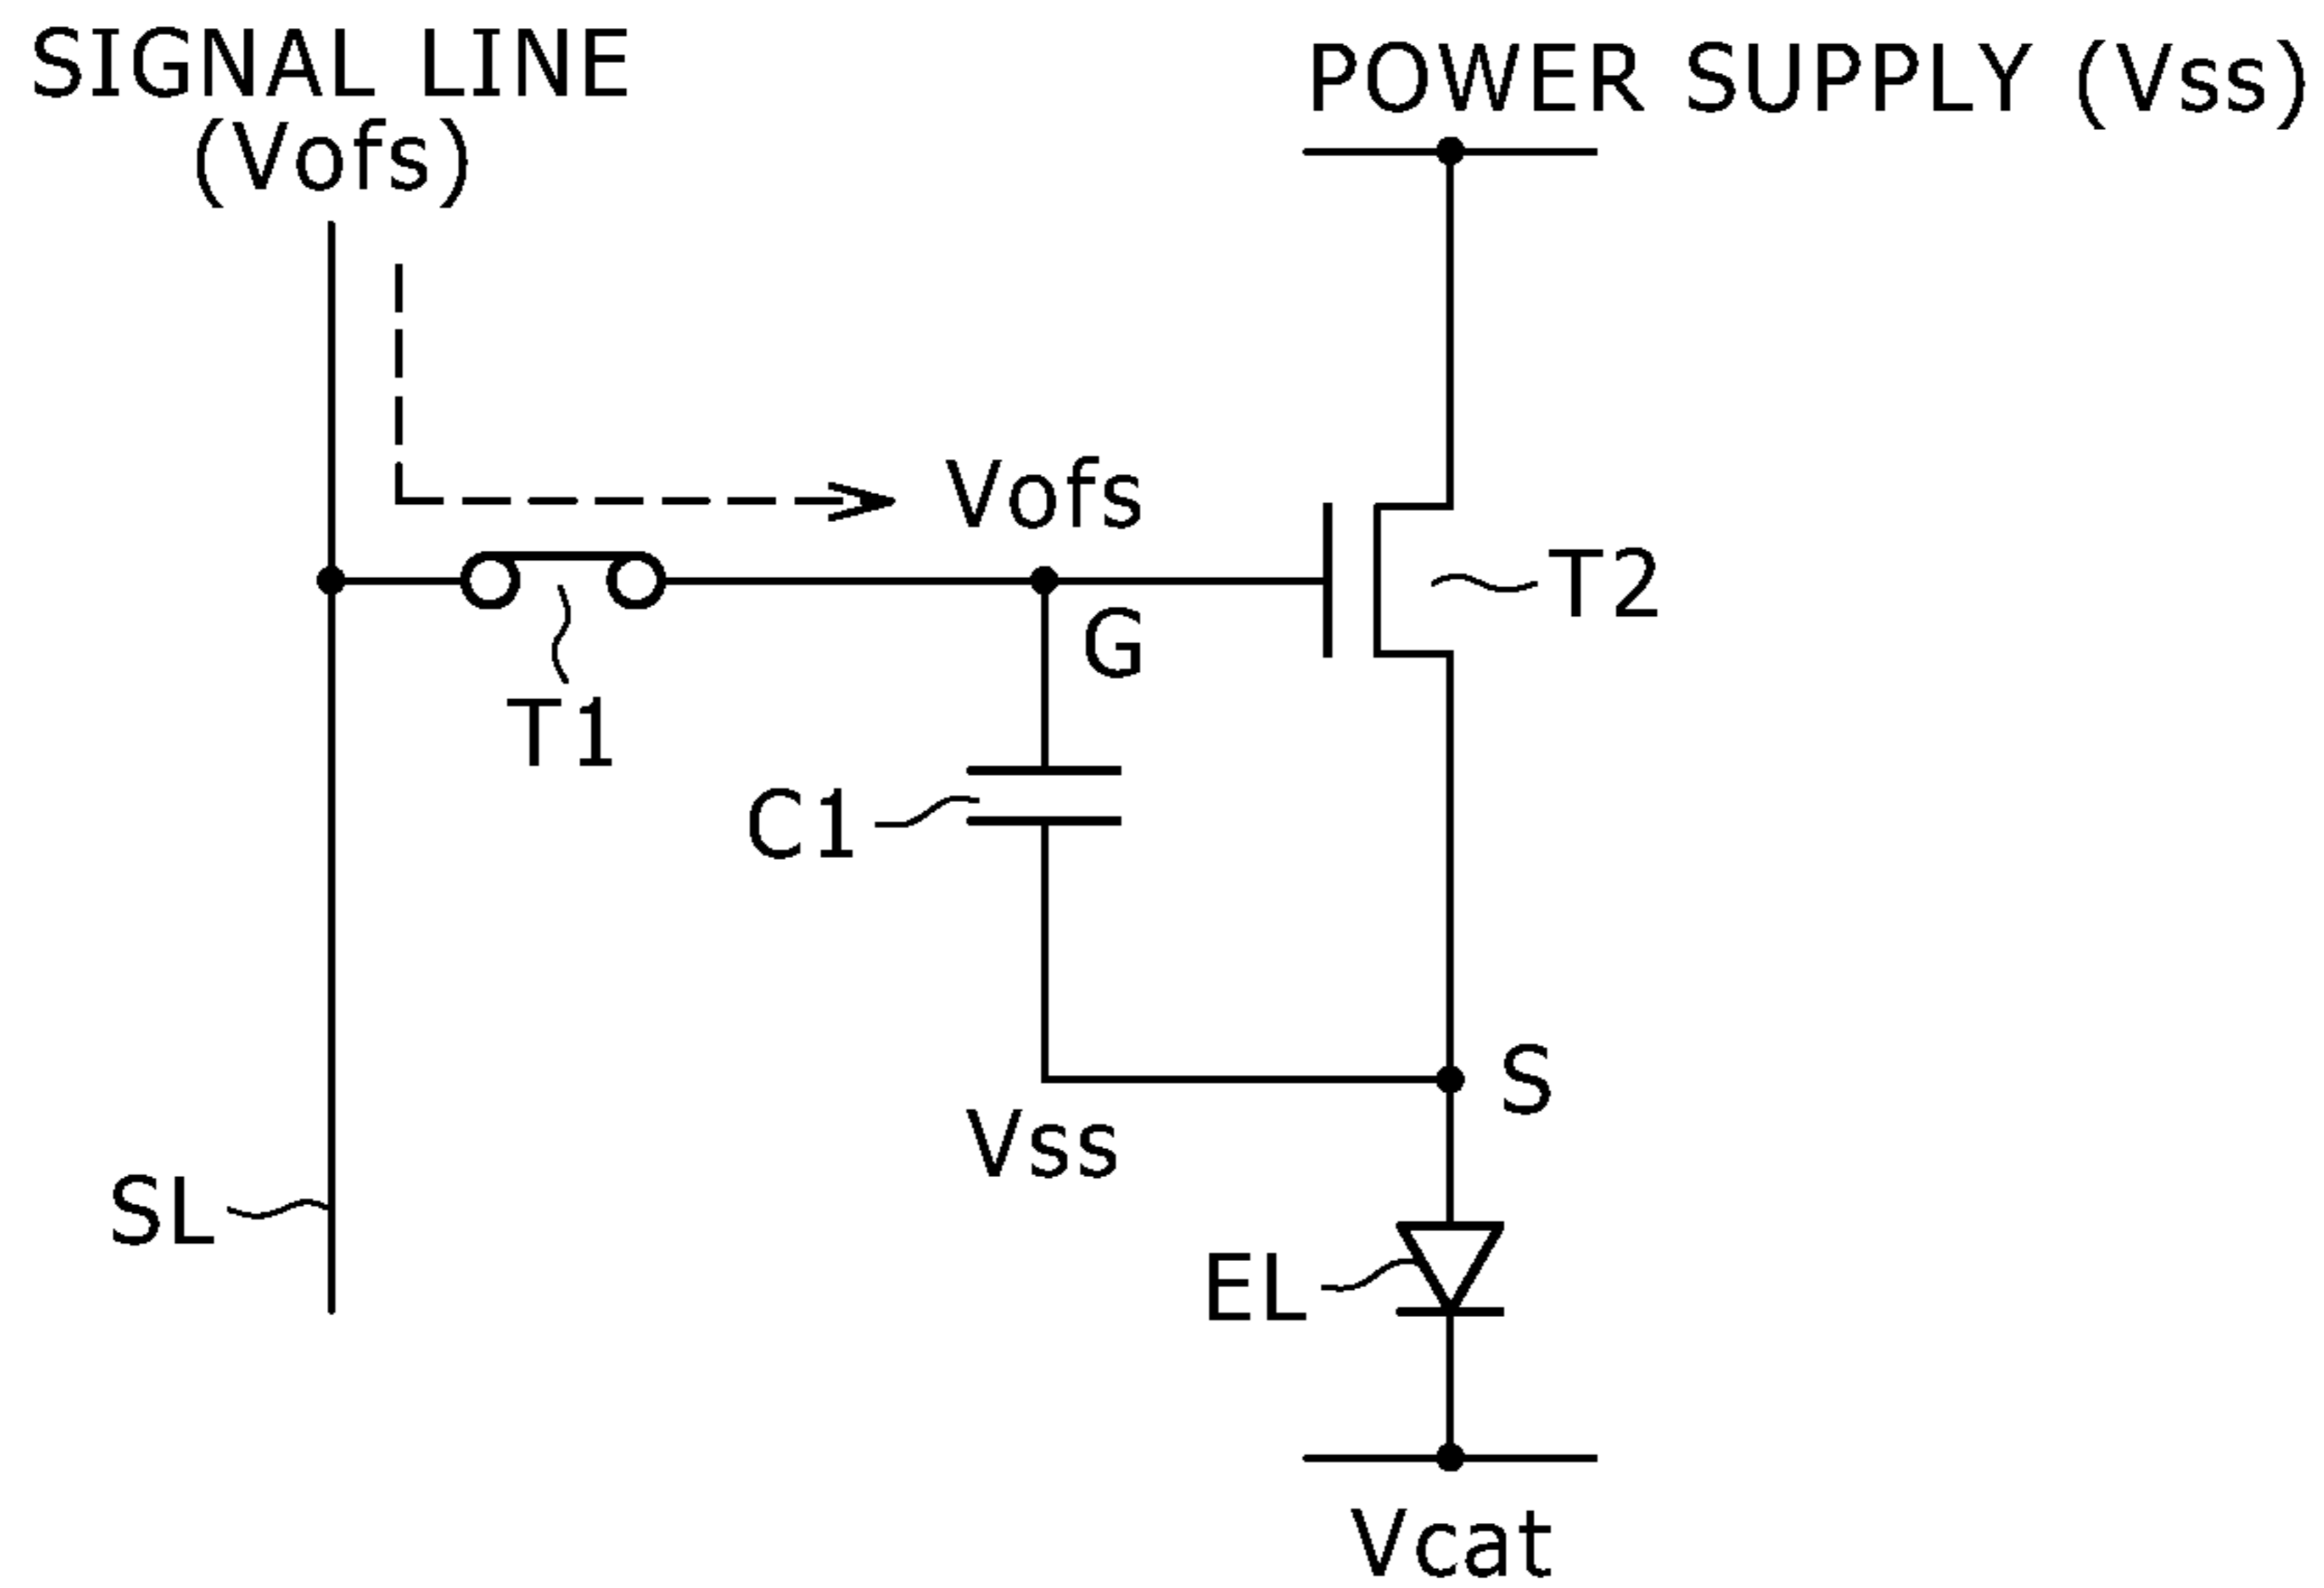 SIGNAL LINE
(Vofs)
POWER SUPPLY (Vss)
Vofs
T2
G
T1
C1
S
Vss
SL
EL
Vcat